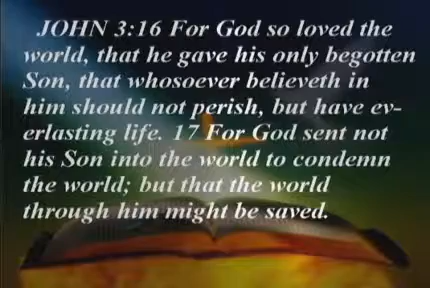 JOHN 3:16 For God so loved the
world, that he gave his only begotten
Son, that whosoever believeth in
him should not perish, but have ev-
erlasting life. 17 For God sent not
his Son into the world to condemn
the world; but that the world
through him might be saved.